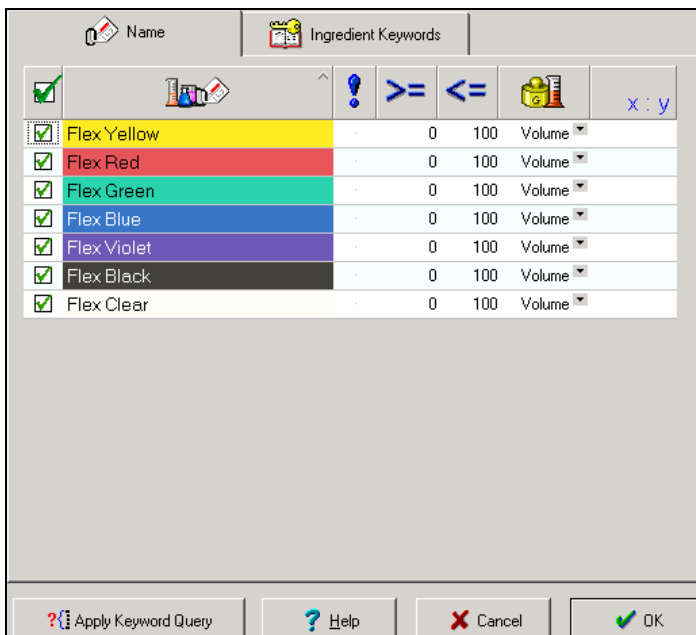 Name Ingredient Keywords
! >= <= G x : y
Flex Yellow 0 100 Volume
Flex Red 0 100 Volume
Flex Green 0 100 Volume
Flex Blue 0 100 Volume
Flex Violet 0 100 Volume
Flex Black 0 100 Volume
Flex Clear 0 100 Volume
?{ Apply Keyword Query ? Help Cancel OK